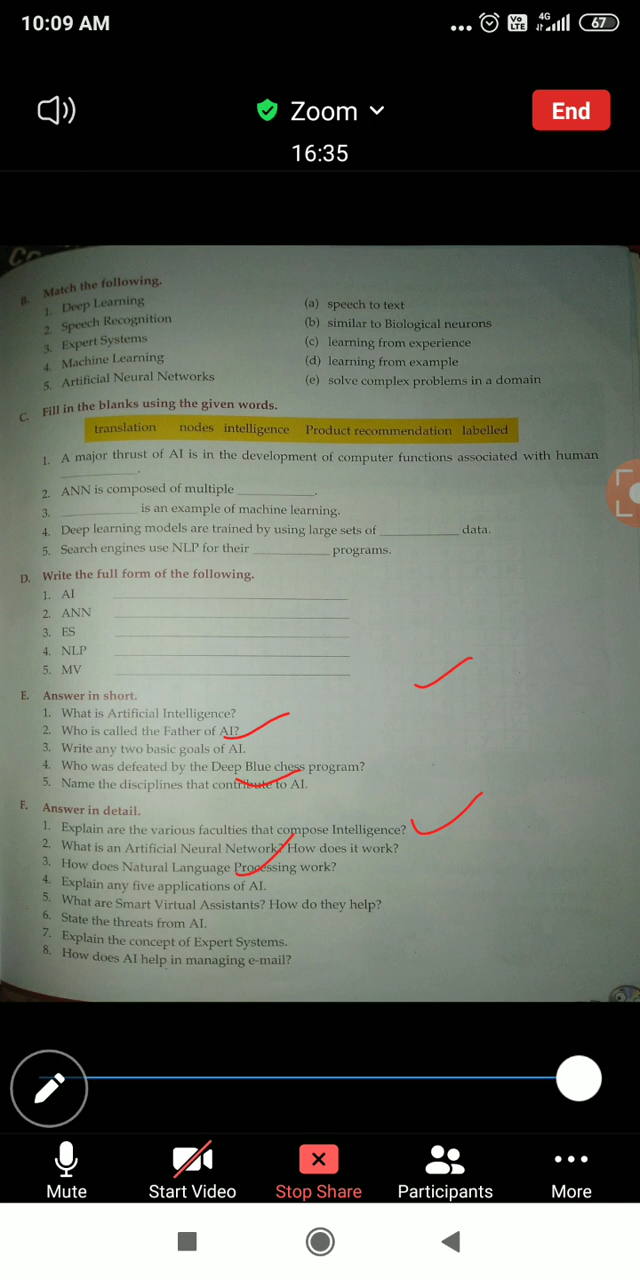 10:09 AM
... Vo LTE 4G 67
Zoom
End
16:35
B. Match the following.
1. Deep Learning (a) speech to text
2. Speech Recognition (b) similar to Biological neurons
3. Expert Systems (c) learning from experience
4. Machine Learning (d) learning from example
5. Artificial Neural Networks (e) solve complex problems in a domain
C. Fill in the blanks using the given words.
translation nodes intelligence Product recommendation labelled
1. A major thrust of AI is in the development of computer functions associated with human
____________.
2. ANN is composed of multiple ____________.
3. ____________ is an example of machine learning.
4. Deep learning models are trained by using large sets of ____________ data.
5. Search engines use NLP for their ____________ programs.
D. Write the full form of the following.
1. AI
2. ANN
3. ES
4. NLP
5. MV
E. Answer in short.
1. What is Artificial Intelligence?
2. Who is called the Father of AI?
3. Write any two basic goals of AI.
4. Who was defeated by the Deep Blue chess program?
5. Name the disciplines that contribute to AI.
F. Answer in detail.
1. Explain are the various faculties that compose Intelligence?
2. What is an Artificial Neural Network? How does it work?
3. How does Natural Language Processing work?
4. Explain any five applications of AI.
5. What are Smart Virtual Assistants? How do they help?
6. State the threats from AI.
7. Explain the concept of Expert Systems.
8. How does AI help in managing e-mail?
Mute Start Video Stop Share Participants More